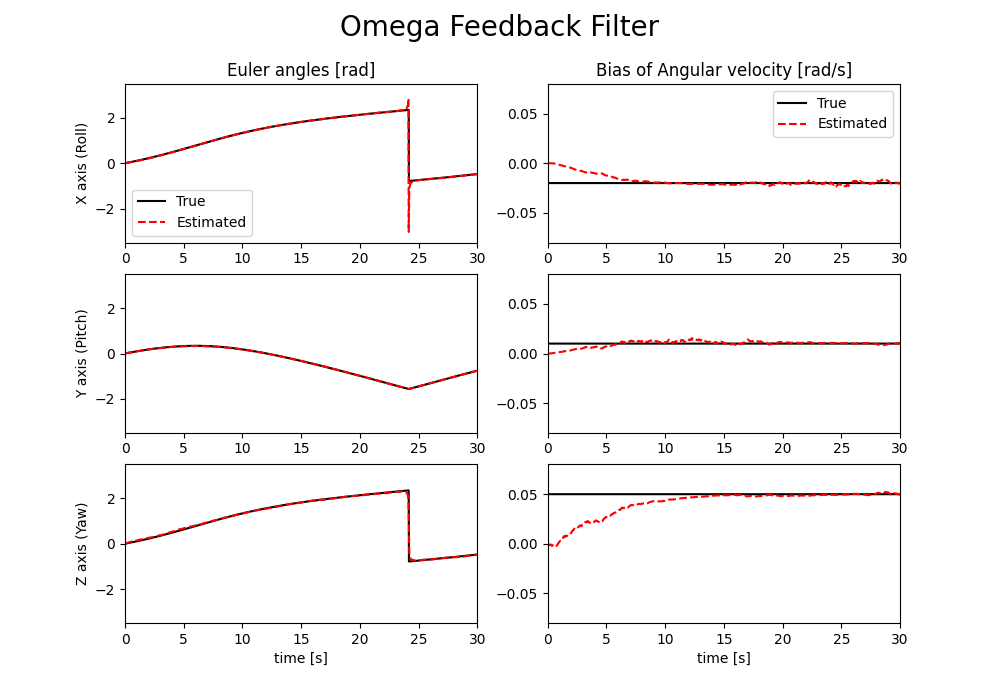 Omega Feedback Filter
Euler angles [rad]
Bias of Angular velocity [rad/s]
X axis (Roll)
2
0
−2
True
Estimated
0 5 10 15 20 25 30
0.05
0.00
−0.05
True
Estimated
0 5 10 15 20 25 30
Y axis (Pitch)
2
0
−2
0 5 10 15 20 25 30
0.05
0.00
−0.05
0 5 10 15 20 25 30
Z axis (Yaw)
2
0
−2
0 5 10 15 20 25 30
time [s]
0.05
0.00
−0.05
0 5 10 15 20 25 30
time [s]